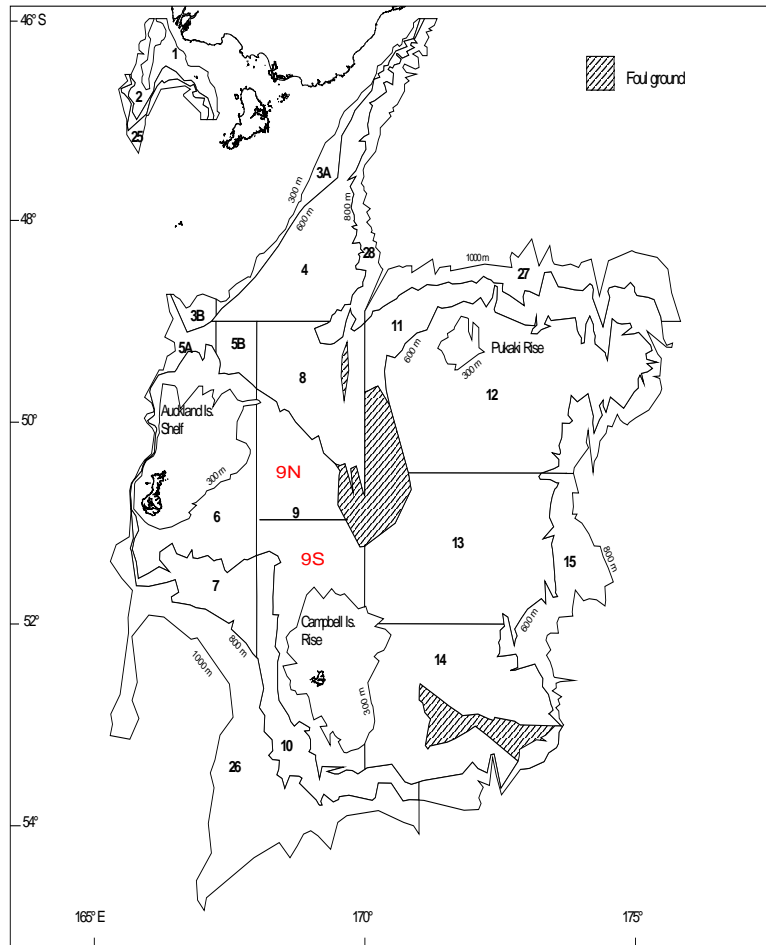 46° S
1
2
25
Foul ground
3A
300 m
600 m
800 m
48°
28
4
1000m
27
3B
11
5A
5B
8
600 m
Pukaki Rise
300 m
12
Auckland Is.
Shelf
50°
300 m
9N
9
6
13
9S
15
800 m
7
52°
Campbell Is.
Rise
600 m
800 m
1000 m
14
300 m
10
26
54°
165° E
170°
175°